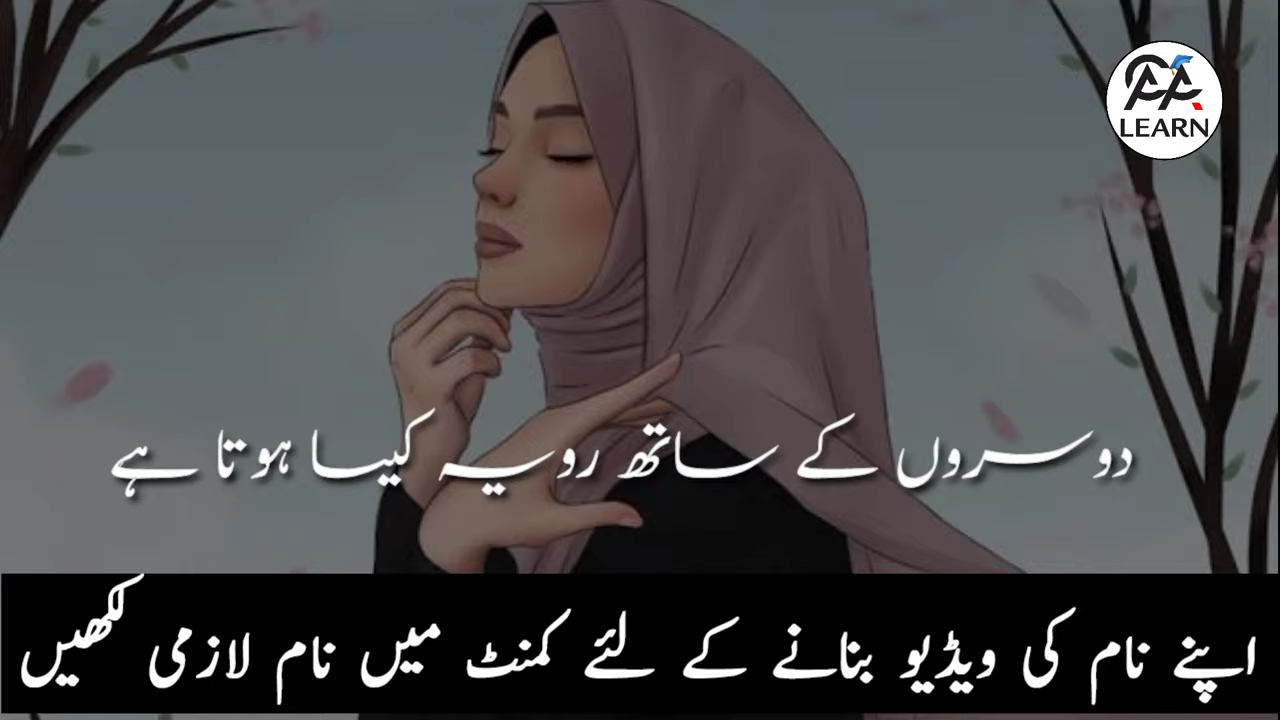 LEARN
دوسروں کے ساتھ رویہ کیسا ہوتا ہے
اپنے نام کی ویڈیو بنانے کے لئے کمنٹ میں نام لازمی لکھیں